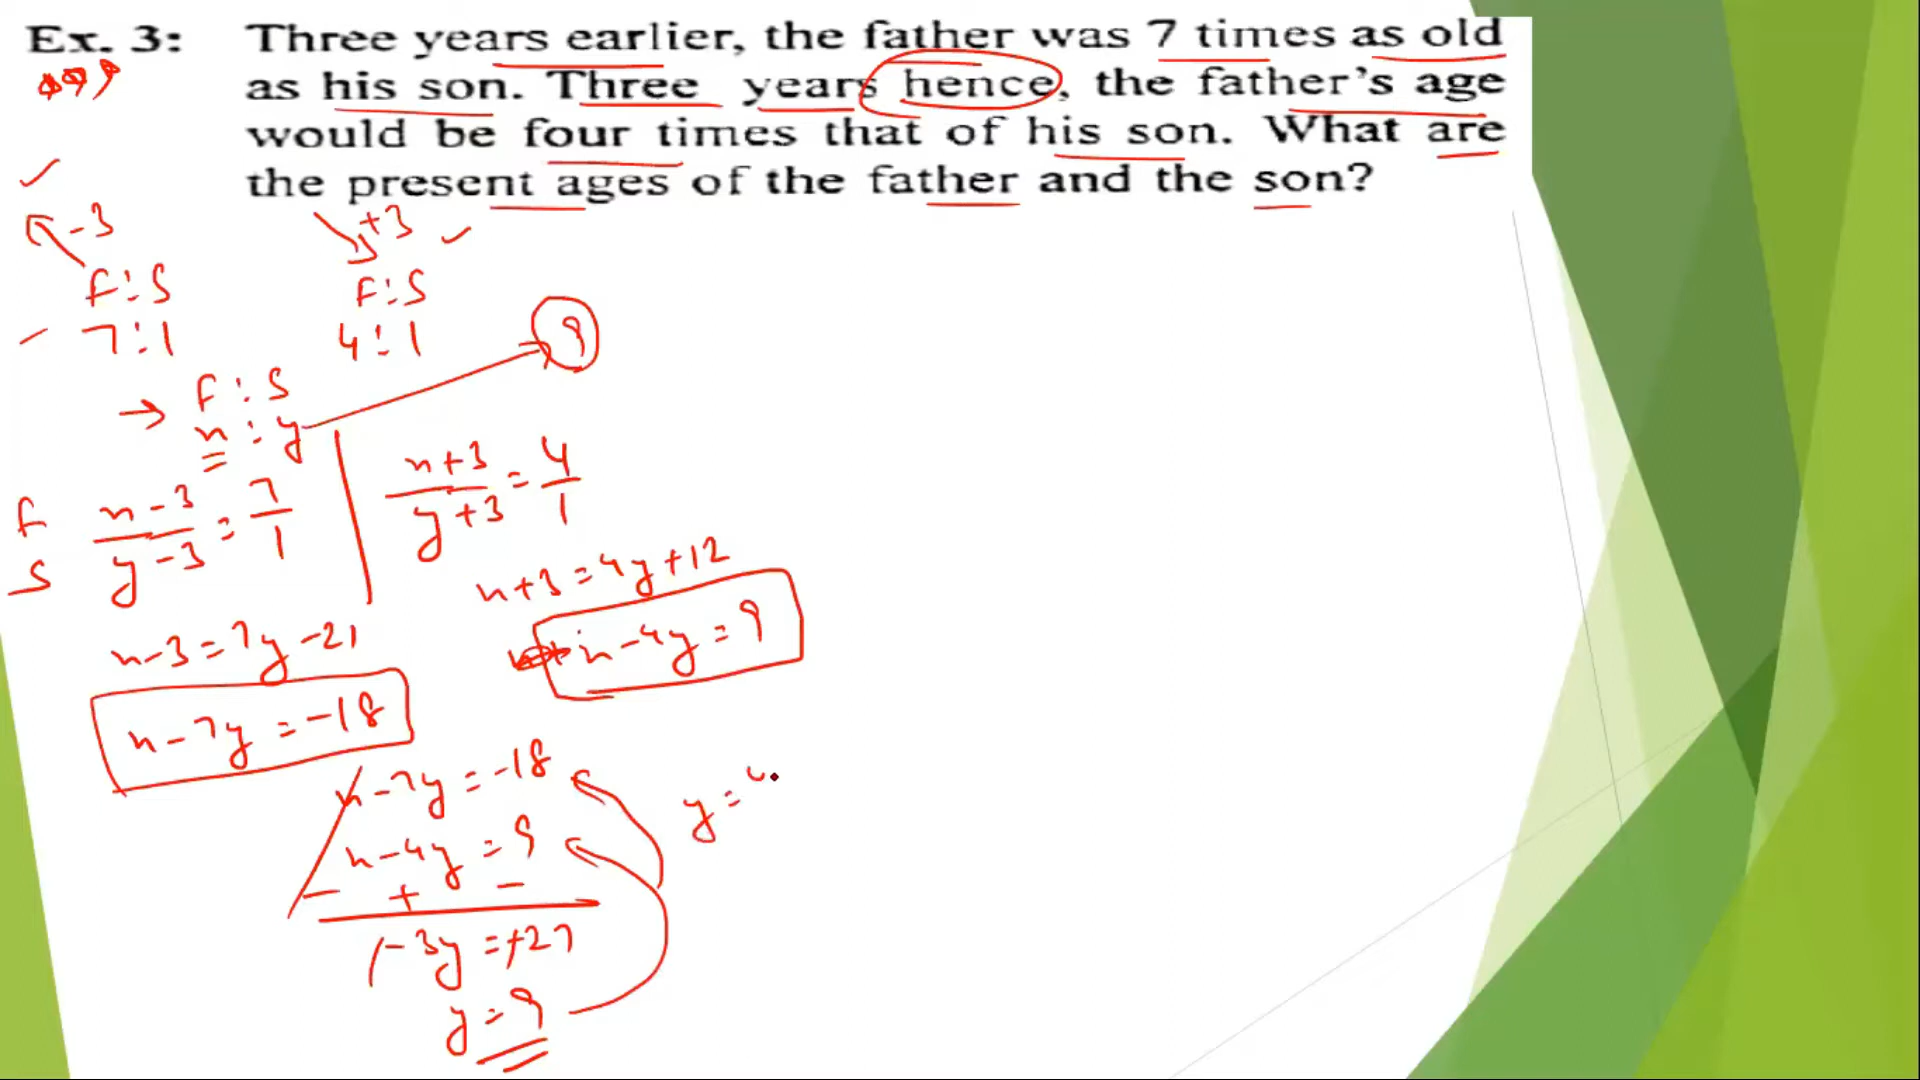 Ex. 3: Three years earlier, the father was 7 times as old
as his son. Three years hence, the father's age
would be four times that of his son. What are
the present ages of the father and the son?
-3
F:S
7:1
+3
F:S
4:1
9
F:S
x:y
F
S
x-3/y-3 = 7/1
x+3/y+3 = 4/1
x-3=7y-21
x-7y=-18
x+3=4y+12
x-4y=9
x-7y=-18
x-4y=9
- + -
-3y=-27
y=9
y=